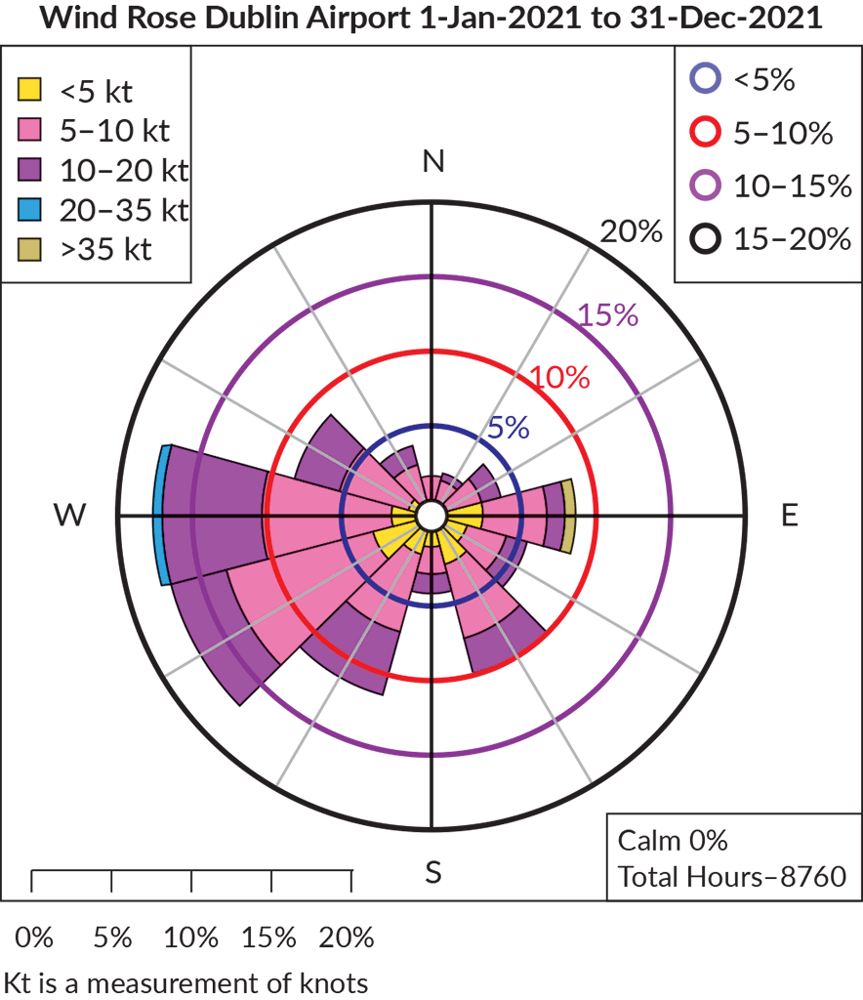 Wind Rose Dublin Airport 1-Jan-2021 to 31-Dec-2021
<5 kt
5–10 kt
10–20 kt
20–35 kt
>35 kt
<5%
5–10%
10–15%
15–20%
N
20%
15%
10%
5%
W
E
S
Calm 0%
Total Hours–8760
0% 5% 10% 15% 20%
Kt is a measurement of knots